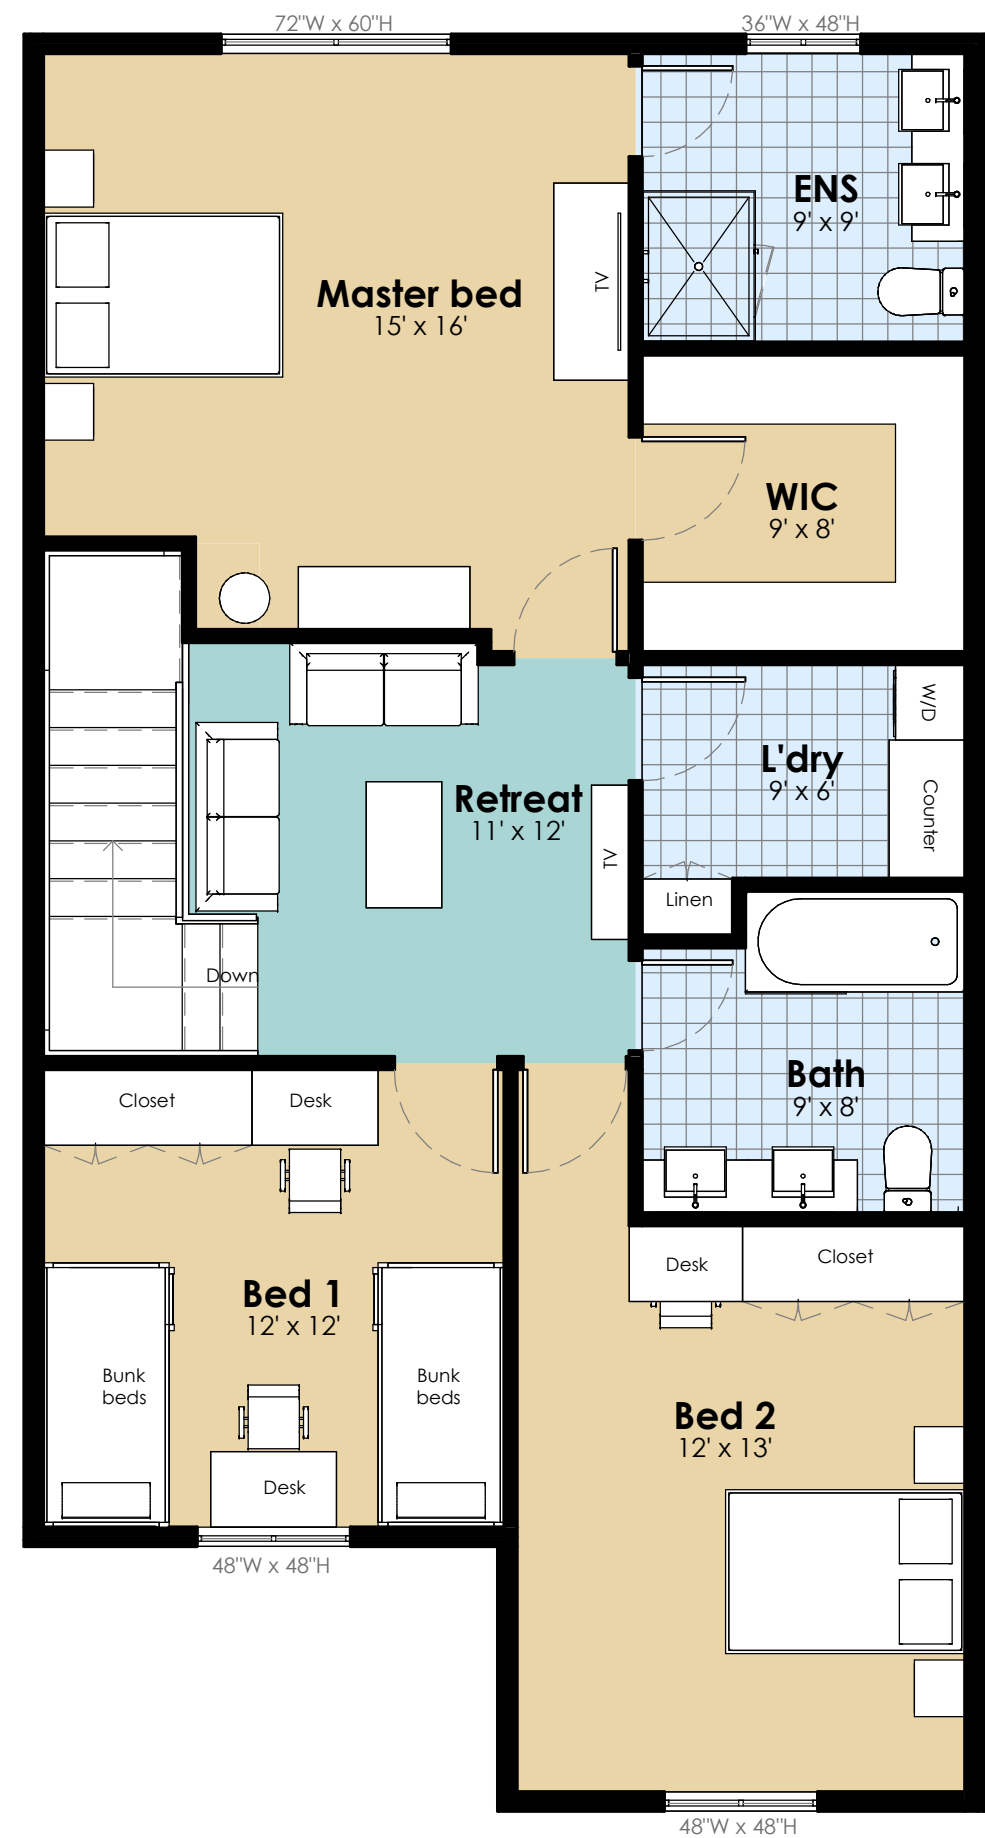 72"W x 60"H
36"W x 48"H
ENS
9' x 9'
Master bed
15' x 16'
TV
WIC
9' x 8'
W/D
L'dry
9' x 6'
Counter
Retreat
11' x 12'
TV
Linen
Down
Bath
9' x 8'
Closet
Desk
Desk
Closet
Bed 1
12' x 12'
Bunk
beds
Bunk
beds
Bed 2
12' x 13'
Desk
48"W x 48"H
48"W x 48"H